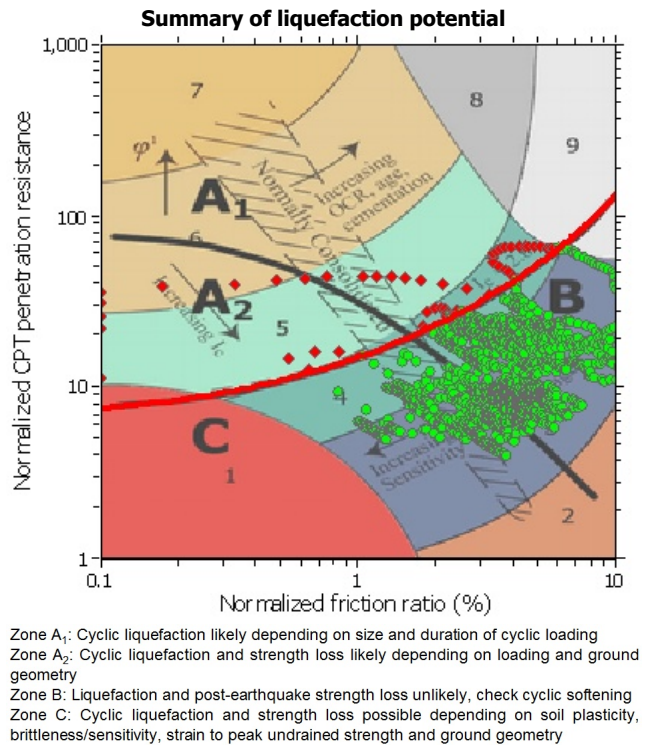 Summary of liquefaction potential
1,000
7
8
9
φ'
Increasing
OCR- age,
cementation
Normally Consolidated
A1
100
6
A2
Increasing Ic
5
B
10
4
C
1
Increasing
Sensitivity
2
1
0.1
1
10
Normalized CPT penetration resistance
Normalized friction ratio (%)
Zone A1: Cyclic liquefaction likely depending on size and duration of cyclic loading
Zone A2: Cyclic liquefaction and strength loss likely depending on loading and ground
geometry
Zone B: Liquefaction and post-earthquake strength loss unlikely, check cyclic softening
Zone C: Cyclic liquefaction and strength loss possible depending on soil plasticity,
brittleness/sensitivity, strain to peak undrained strength and ground geometry